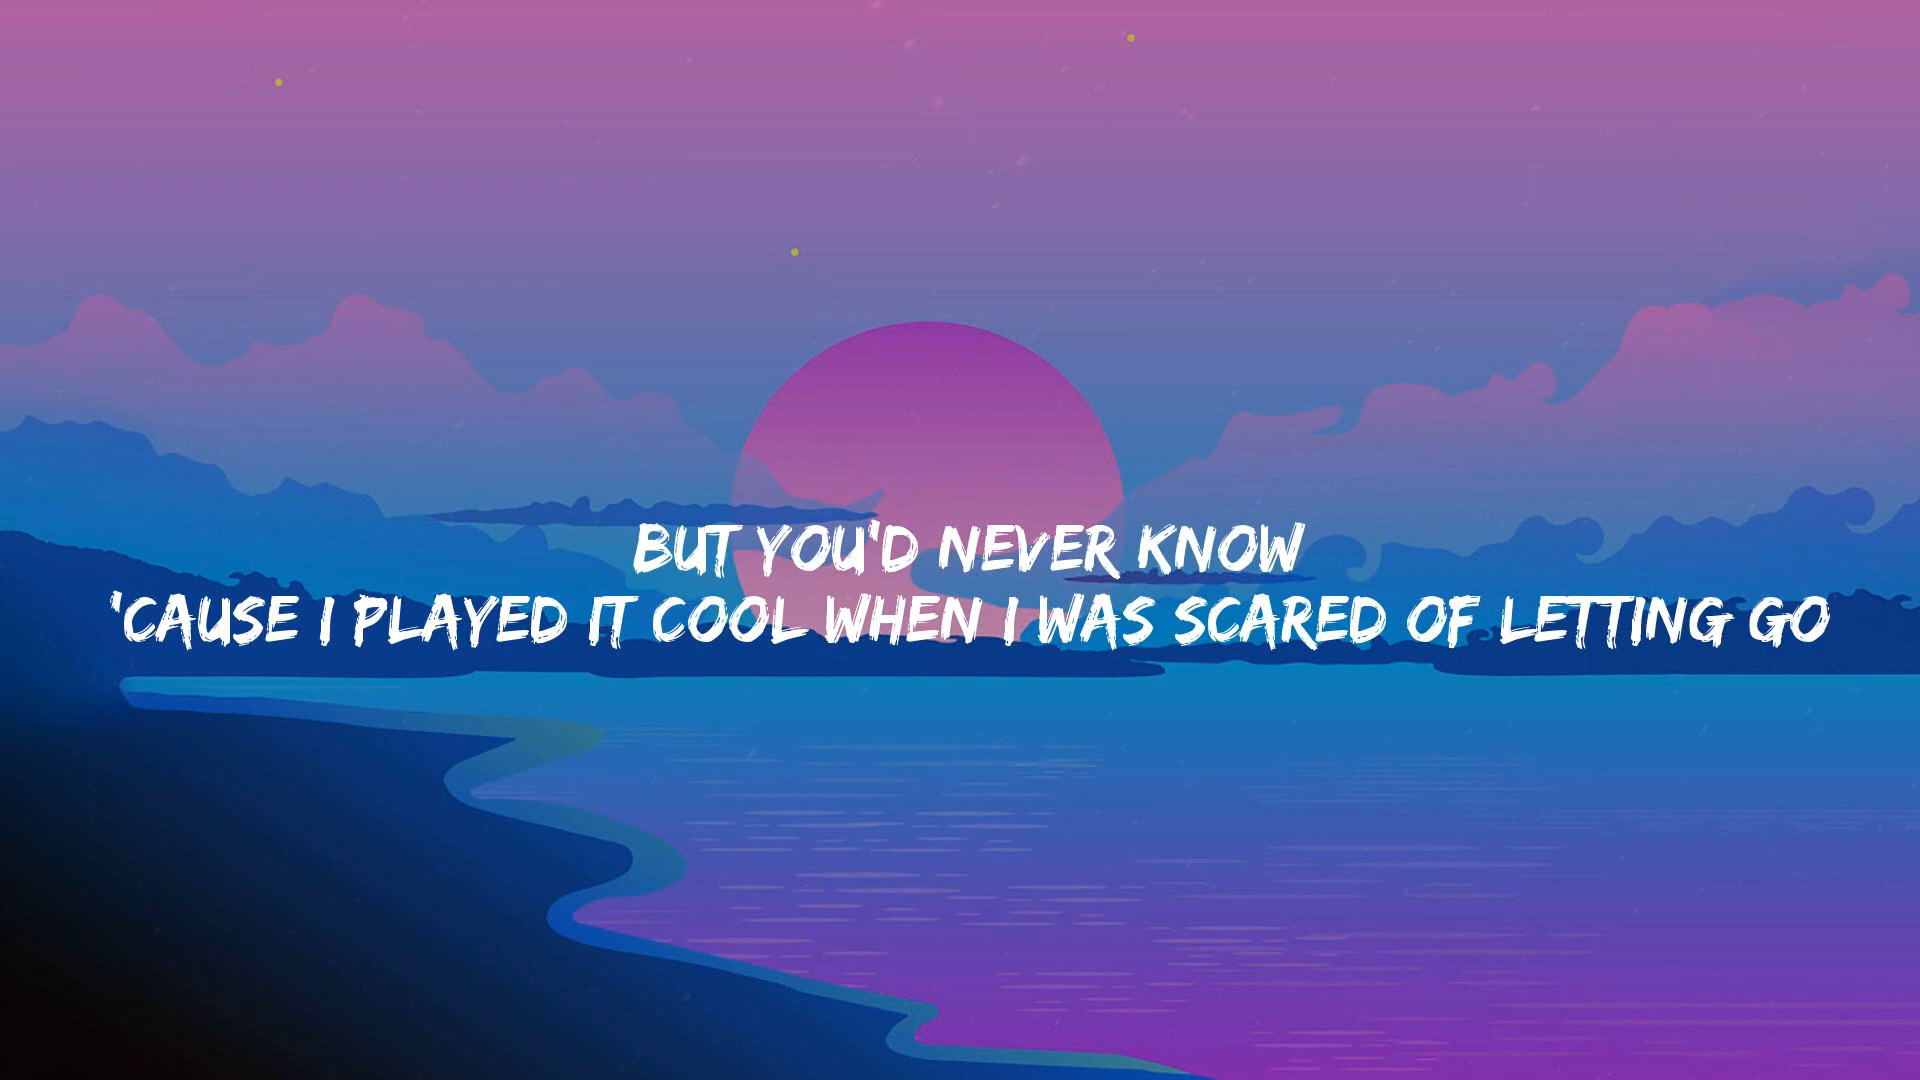 BUT YOU'D NEVER KNOW
'CAUSE I PLAYED IT COOL WHEN I WAS SCARED OF LETTING GO